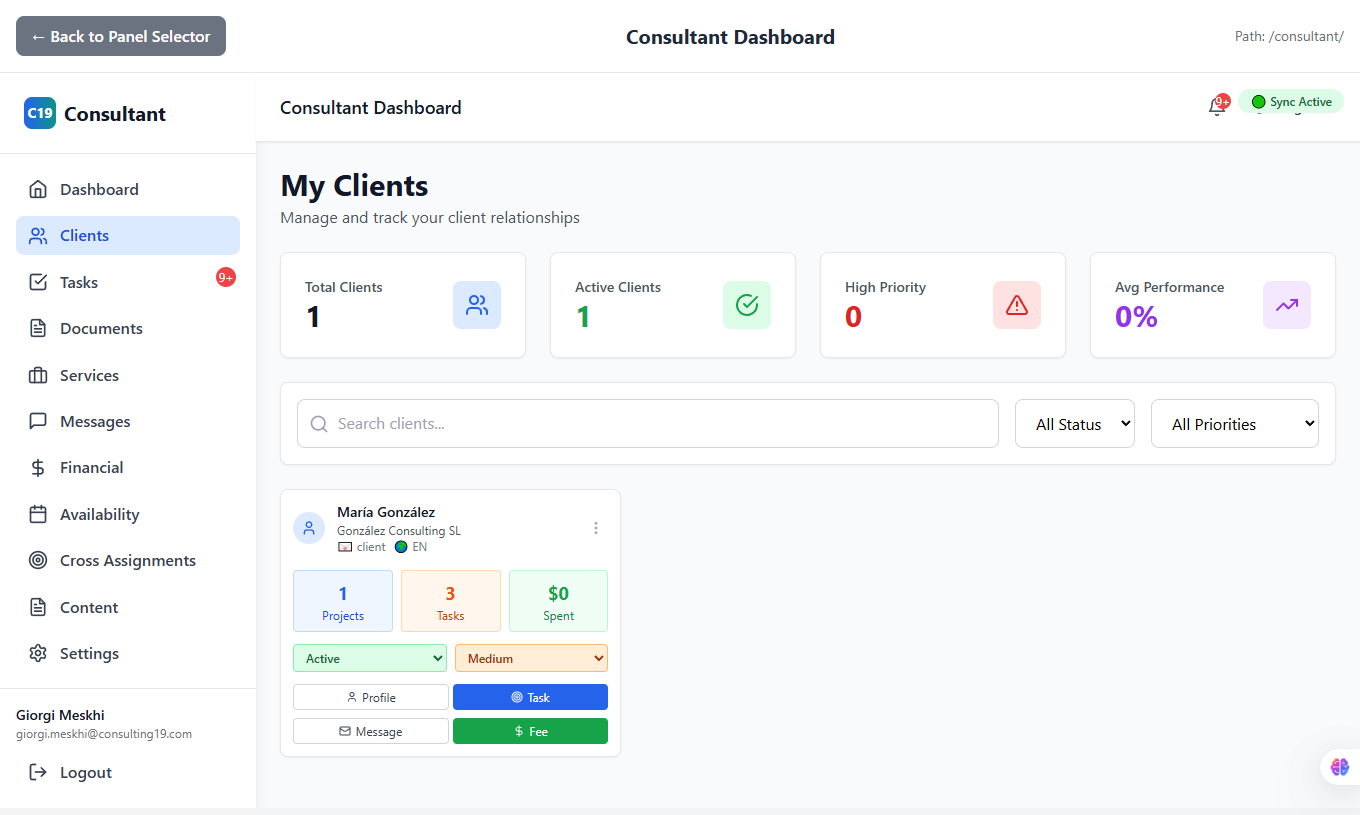 ← Back to Panel Selector
Consultant Dashboard
Path: /consultant/
C19 Consultant
Consultant Dashboard
9+
Sync Active
Dashboard
Clients
Tasks
9+
Documents
Services
Messages
Financial
Availability
Cross Assignments
Content
Settings
Giorgi Meskhi
giorgi.meskhi@consulting19.com
Logout
My Clients
Manage and track your client relationships
Total Clients
1
Active Clients
1
High Priority
0
Avg Performance
0%
Search clients...
All Status
All Priorities
María González
González Consulting SL
client EN
1
Projects
3
Tasks
$0
Spent
Active
Medium
Profile
Task
Message
Fee